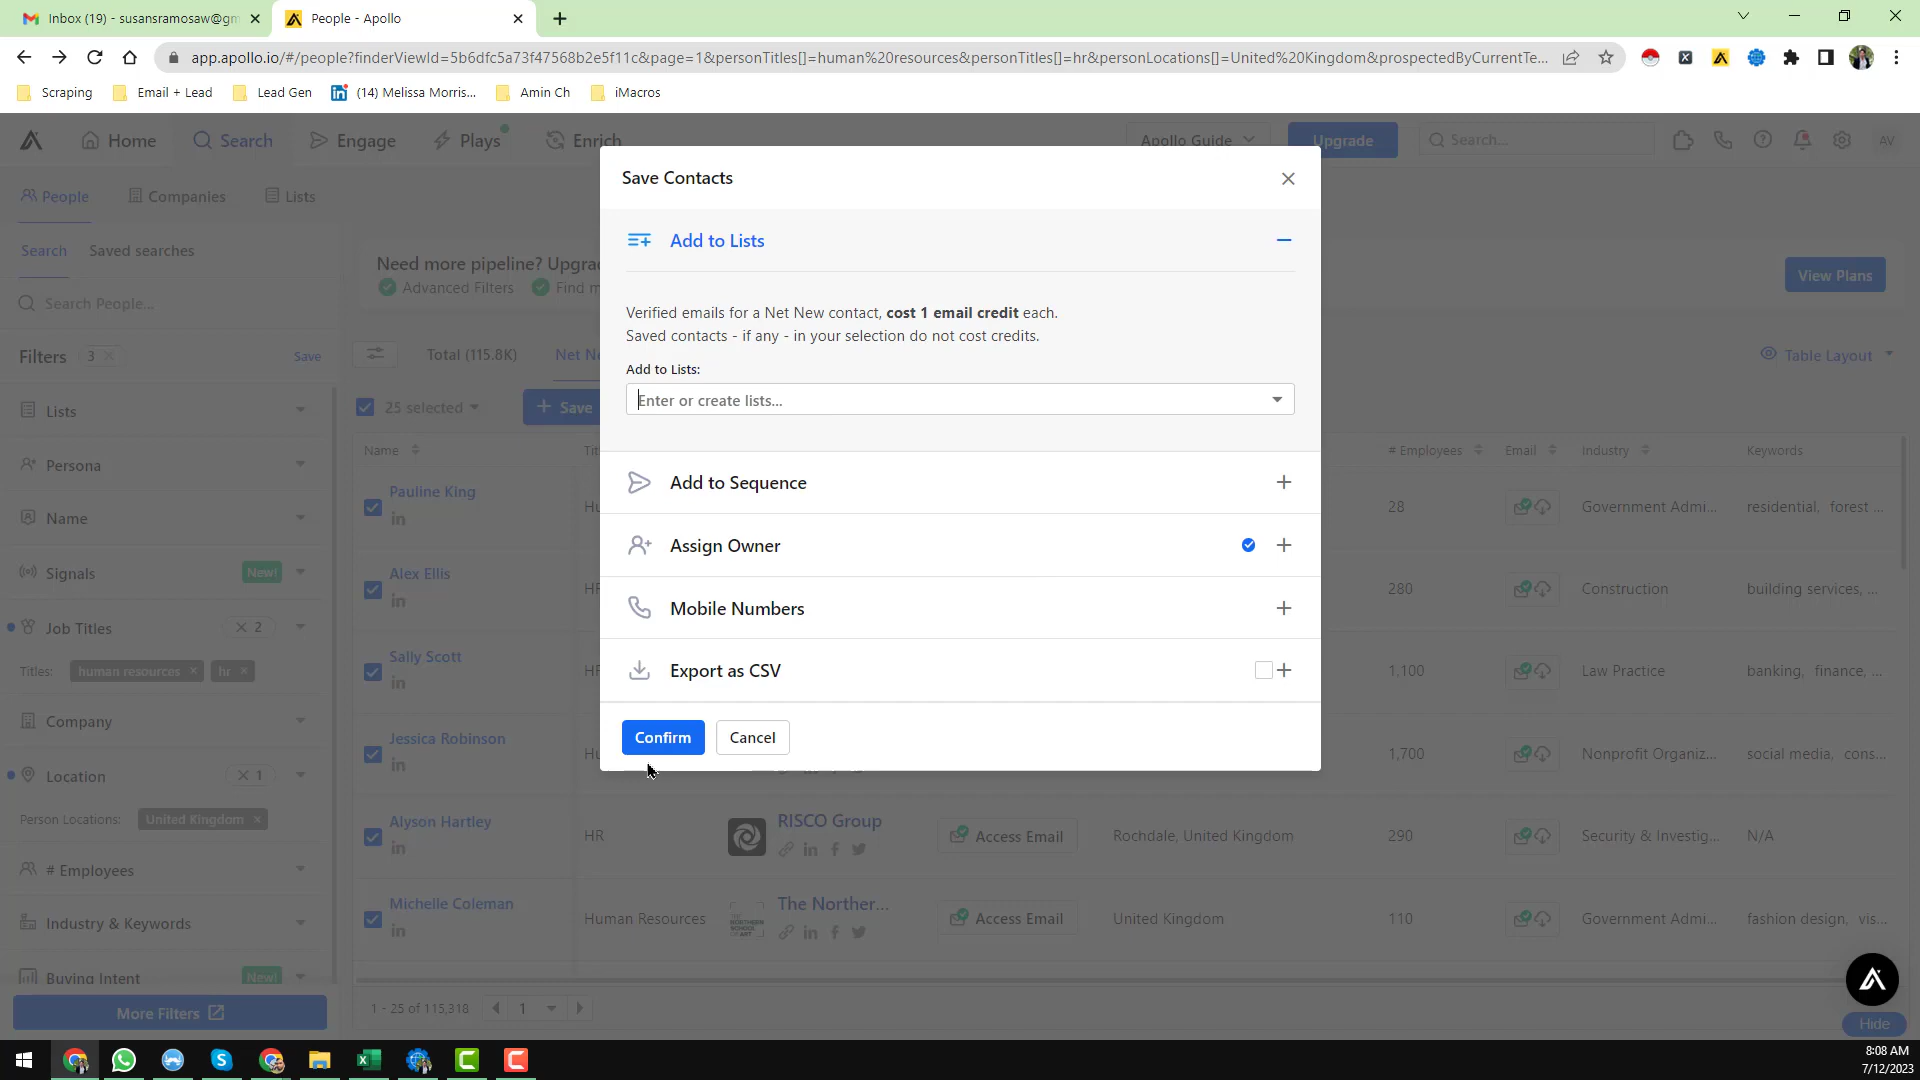 Inbox (19) - susansramosaw@gm
People - Apollo
app.apollo.io/#/people?finderViewId=5b6dfc5a73f47568b2e5f11c&page=1&personTitles[]=human%20resources&personTitles[]=hr&personLocations[]=United%20Kingdom&prospectedByCurrentTe...
Scraping
Email + Lead
Lead Gen
(14) Melissa Morris...
Amin Ch
iMacros
Home
Search
Engage
Plays
Enrich
Apollo Guide
Upgrade
Search...
AV
People
Companies
Lists
Search
Saved searches
Need more pipeline? Upgra
Advanced Filters
Find m
View Plans
Search People...
Filters
3
Save
Total (115.8K)
Net Ne
Table Layout
25 selected
Save
Lists
Persona
Name
Signals
New!
Job Titles
2
Titles:
human resources
hr
Company
Location
1
Person Locations:
United Kingdom
# Employees
Industry & Keywords
Buying Intent
New!
More Filters
Save Contacts
Add to Lists
Verified emails for a Net New contact, cost 1 email credit each.
Saved contacts - if any - in your selection do not cost credits.
Add to Lists:
Enter or create lists...
Add to Sequence
Assign Owner
Mobile Numbers
Export as CSV
Confirm
Cancel
Name
Tit
# Employees
Email
Industry
Keywords
Pauline King
Hu
28
Government Admi...
residential, forest ...
Alex Ellis
HF
280
Construction
building services, ...
Sally Scott
HF
1,100
Law Practice
banking, finance, ...
Jessica Robinson
Hu
1,700
Nonprofit Organiz...
social media, cons...
Alyson Hartley
HR
RISCO Group
Access Email
Rochdale, United Kingdom
290
Security & Investig...
N/A
Michelle Coleman
Human Resources
The Norther...
Access Email
United Kingdom
110
Government Admi...
fashion design, vis...
1 - 25 of 115,318
1
Hide
8:08 AM
7/12/2023